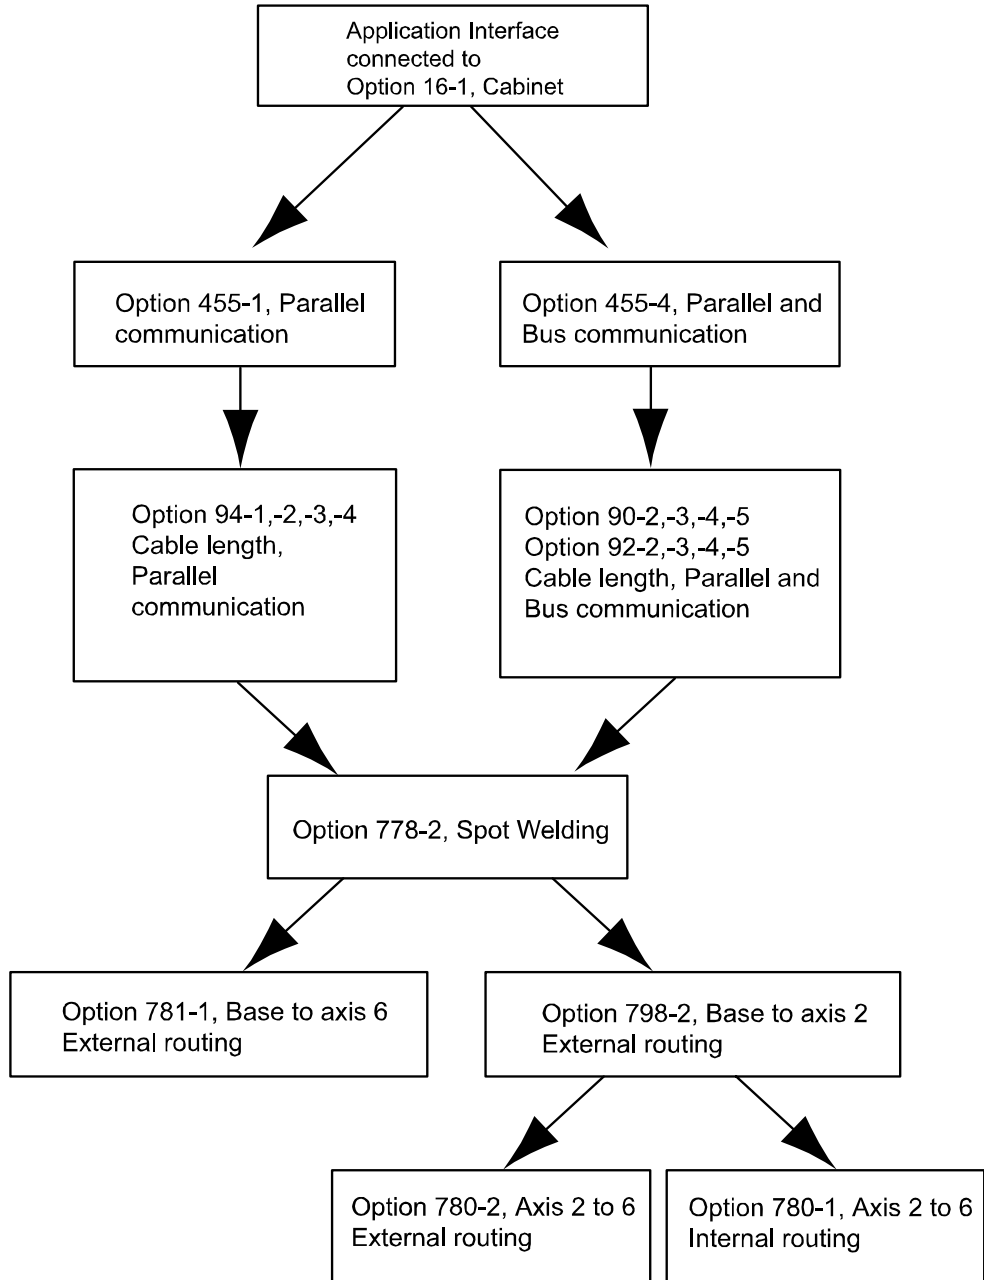 Application Interface
connected to
Option 16-1, Cabinet
Option 455-1, Parallel
communication
Option 455-4, Parallel and
Bus communication
Option 94-1,-2,-3,-4
Cable length,
Parallel
communication
Option 90-2,-3,-4,-5
Option 92-2,-3,-4,-5
Cable length, Parallel and
Bus communication
Option 778-2, Spot Welding
Option 781-1, Base to axis 6
External routing
Option 798-2, Base to axis 2
External routing
Option 780-2, Axis 2 to 6
External routing
Option 780-1, Axis 2 to 6
Internal routing